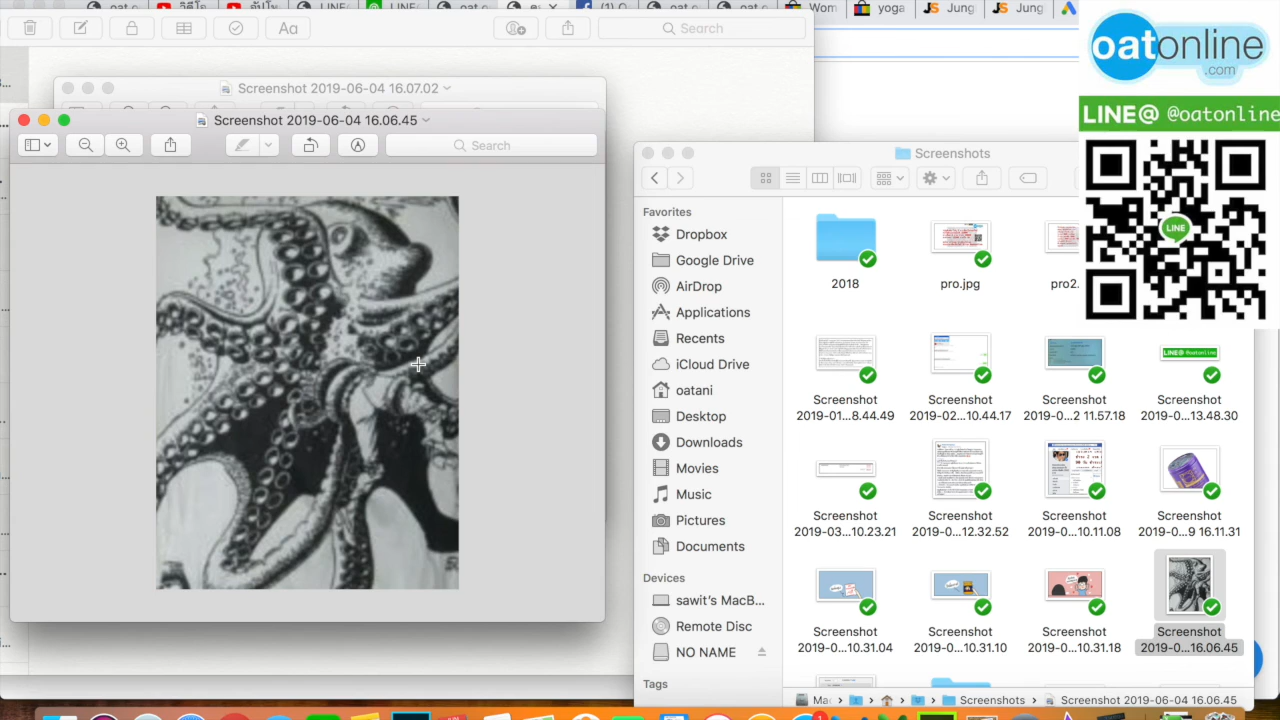 Wom
yoga
Jung
Jung
Aa
Search
Screenshot 2019-06-04 16.07.02
Screenshot 2019-06-04 16.06.45
Search
oatonline
.com
LINE@ @oatonline
LINE
Screenshots
Favorites
Dropbox
Google Drive
AirDrop
Applications
Recents
iCloud Drive
oatani
Desktop
Downloads
Movies
Music
Pictures
Documents
Devices
sawit's MacB...
Remote Disc
NO NAME
Tags
2018
pro.jpg
pro2.
Screenshot
2019-01...8.44.49
Screenshot
2019-02...10.44.17
Screenshot
2019-0...2 11.57.18
LINE@ @oatonline
Screenshot
2019-0...13.48.30
Screenshot
2019-03...10.23.21
Screenshot
2019-0...12.32.52
Screenshot
2019-0...10.11.08
Screenshot
2019-0...9 16.11.31
Screenshot
2019-0...10.31.04
Screenshot
2019-0...10.31.10
Screenshot
2019-0...10.31.18
Screenshot
2019-0...16.06.45
Mac
Screenshots
Screenshot 2019-06-04 16.06.45